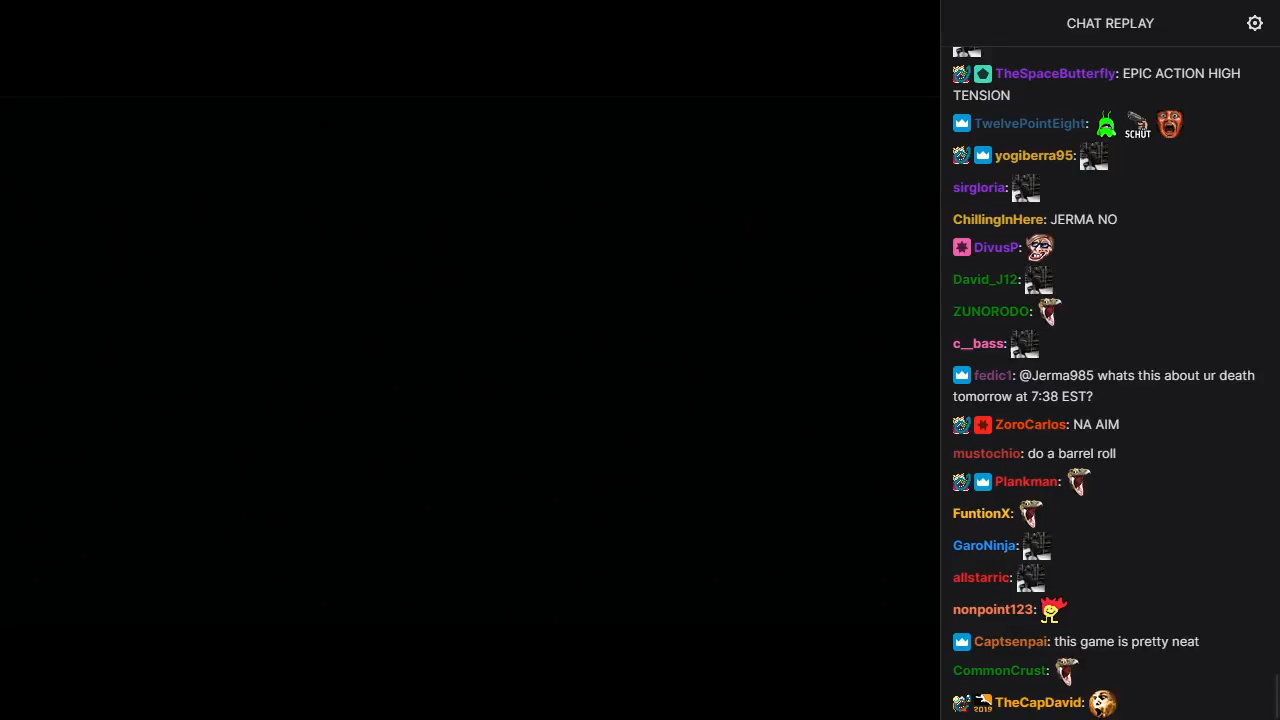 CHAT REPLAY
TheSpaceButterfly: EPIC ACTION HIGH
TENSION
TwelvePointEight: SCHUT
yogiberra95:
sirgloria:
ChillingInHere: JERMA NO
DivusP:
David_J12:
ZUNORODO:
c__bass:
fedic1: @Jerma985 whats this about ur death
tomorrow at 7:38 EST?
ZoroCarlos: NA AIM
mustochio: do a barrel roll
Plankman:
FuntionX:
GaroNinja:
allstarric:
nonpoint123:
Captsenpai: this game is pretty neat
CommonCrust:
2019 TheCapDavid: